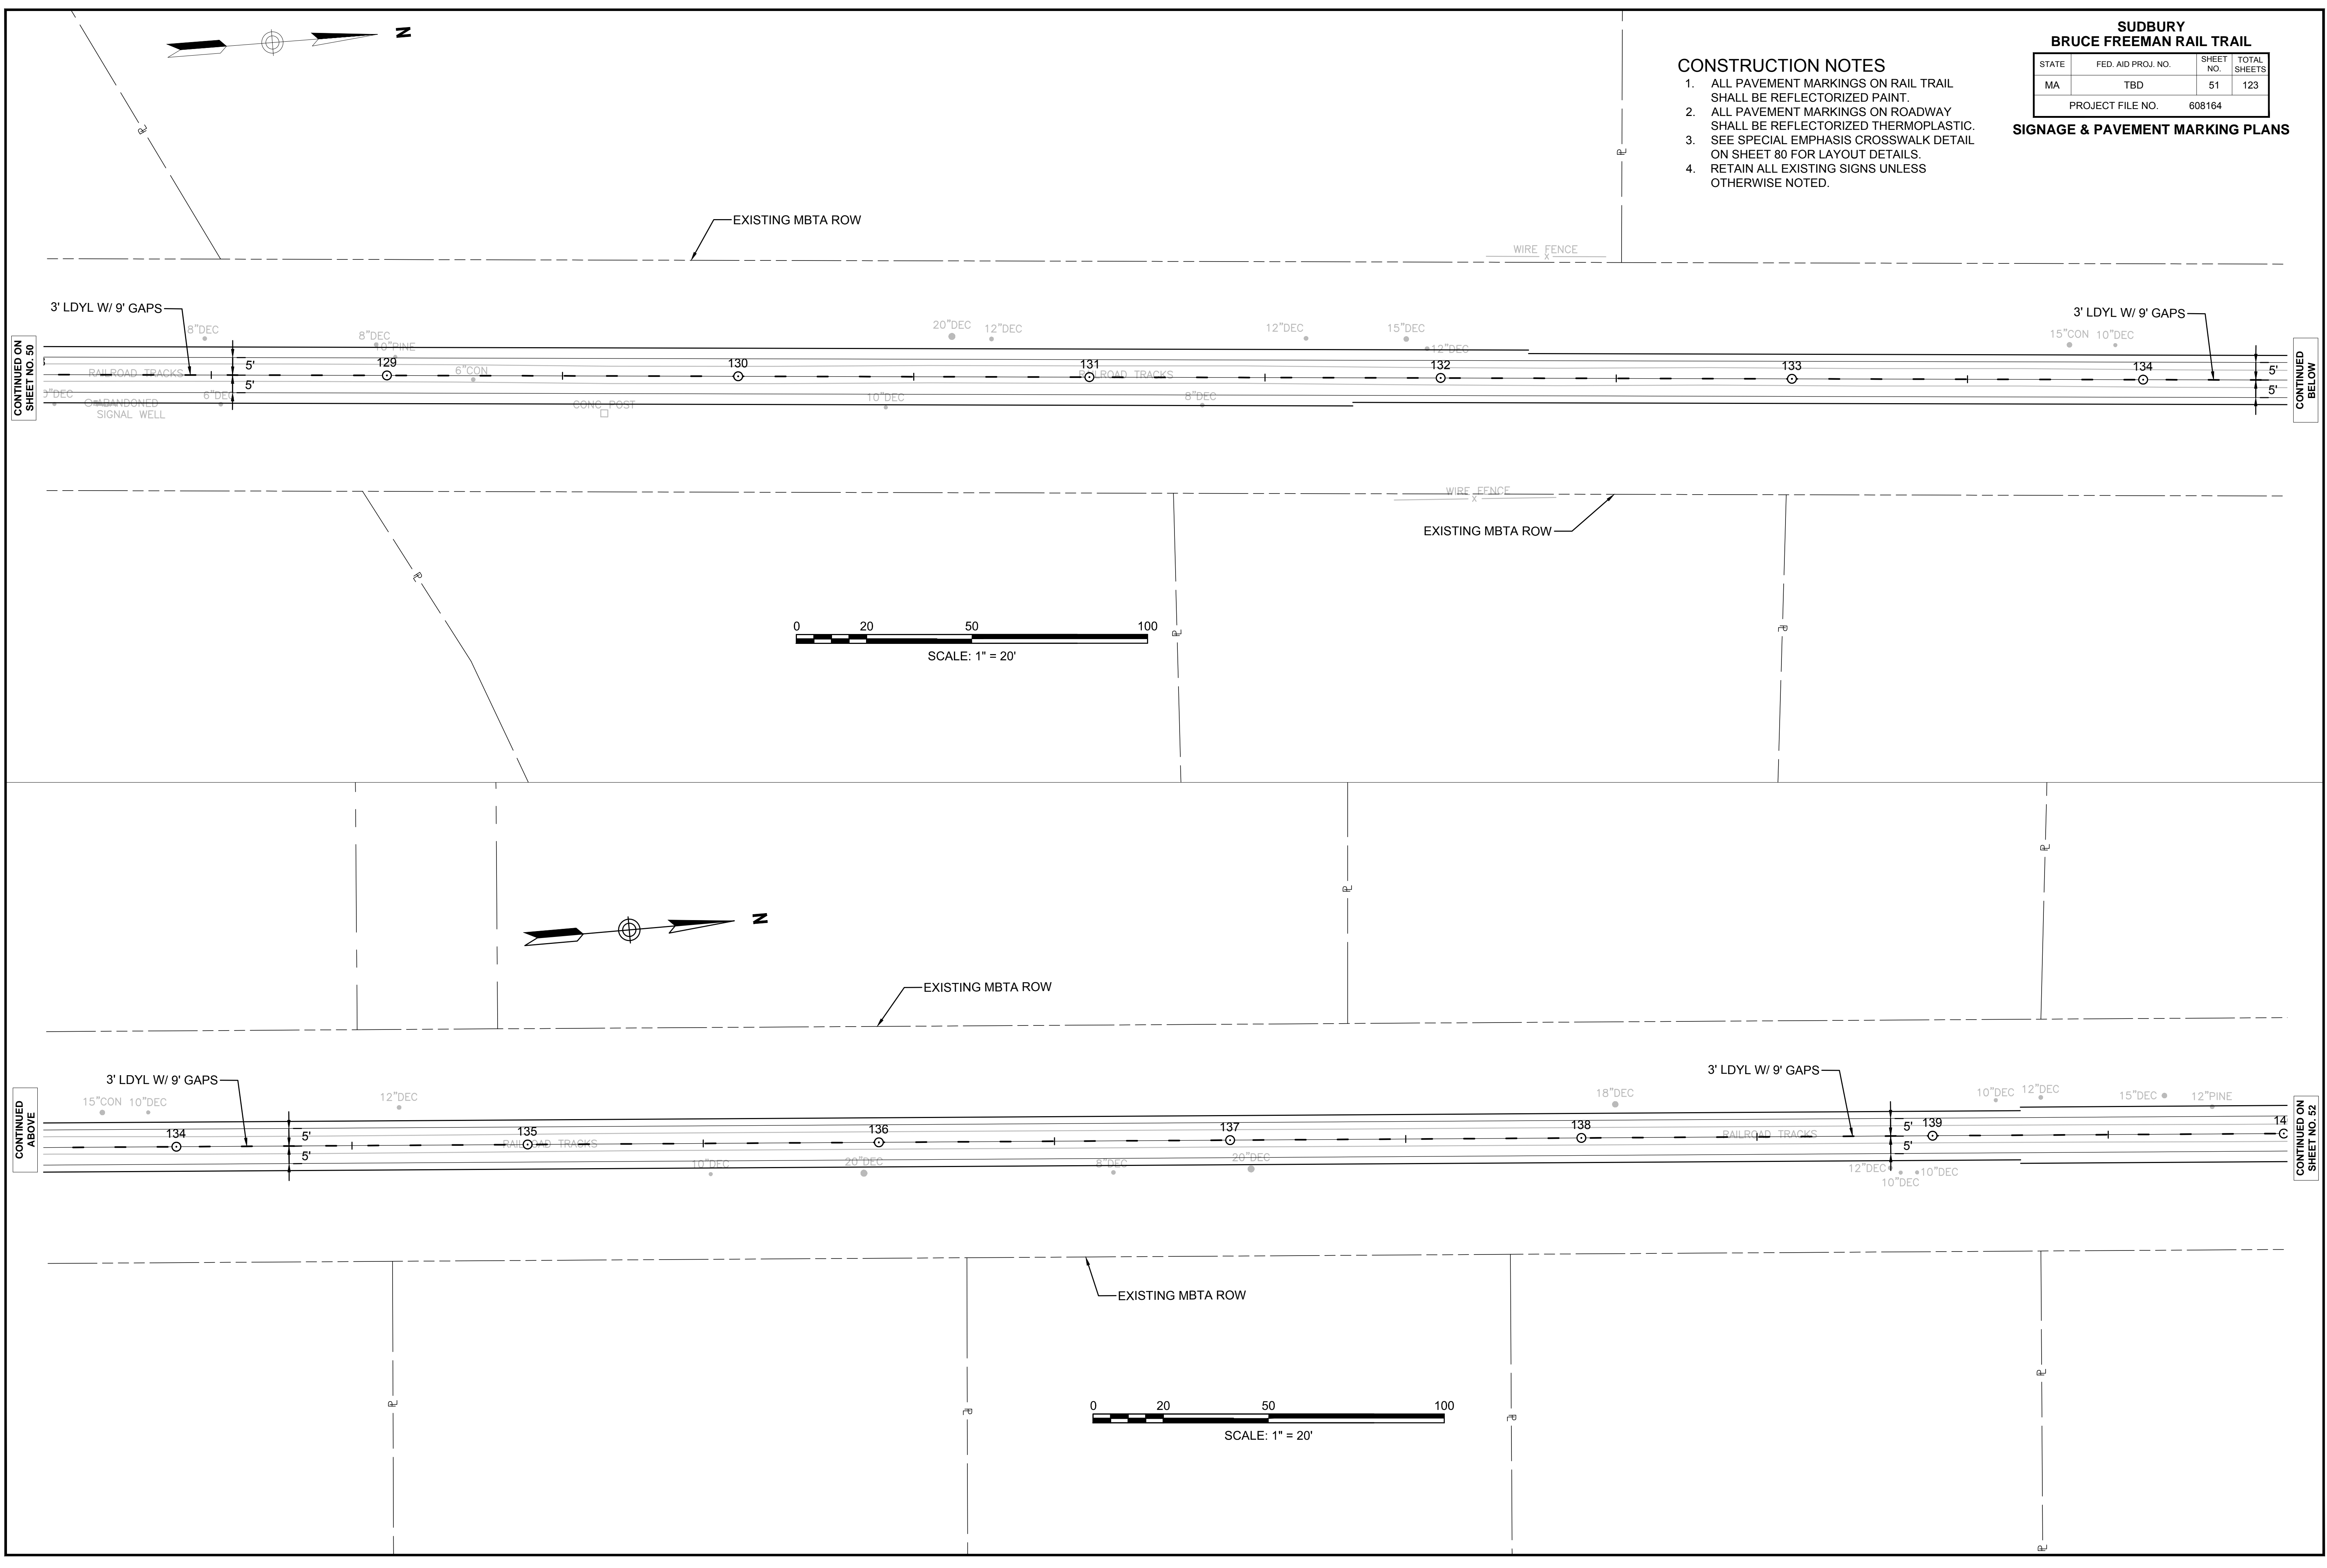 SUDBURY
BRUCE FREEMAN RAIL TRAIL
STATE FED. AID PROJ. NO. SHEET NO. TOTAL SHEETS
MA TBD 51 123
PROJECT FILE NO. 608164
SIGNAGE & PAVEMENT MARKING PLANS
CONSTRUCTION NOTES
1. ALL PAVEMENT MARKINGS ON RAIL TRAIL
SHALL BE REFLECTORIZED PAINT.
2. ALL PAVEMENT MARKINGS ON ROADWAY
SHALL BE REFLECTORIZED THERMOPLASTIC.
3. SEE SPECIAL EMPHASIS CROSSWALK DETAIL
ON SHEET 80 FOR LAYOUT DETAILS.
4. RETAIN ALL EXISTING SIGNS UNLESS
OTHERWISE NOTED.
N
EXISTING MBTA ROW
WIRE FENCE
X
3' LDYL W/ 9' GAPS
3' LDYL W/ 9' GAPS
CONTINUED ON
SHEET NO. 50
8"DEC
8"DEC
10"PINE
20"DEC
12"DEC
12"DEC
15"DEC
12"DEC
15"CON
10"DEC
129
130
131
132
133
134
RAILROAD TRACKS
6"CON
RAILROAD TRACKS
5'
5'
5'
5'
CONTINUED
BELOW
ABANDONED
SIGNAL WELL
6"DEC
CONC POST
10"DEC
8"DEC
WIRE FENCE
X
EXISTING MBTA ROW
0 20 50 100
SCALE: 1" = 20'
N
EXISTING MBTA ROW
3' LDYL W/ 9' GAPS
3' LDYL W/ 9' GAPS
CONTINUED
ABOVE
15"CON
10"DEC
12"DEC
18"DEC
10"DEC
12"DEC
15"DEC
12"PINE
134
135
136
137
138
139
14
RAILROAD TRACKS
RAILROAD TRACKS
5'
5'
5'
5'
CONTINUED ON
SHEET NO. 52
10"DEC
20"DEC
8"DEC
20"DEC
12"DEC
10"DEC
10"DEC
EXISTING MBTA ROW
0 20 50 100
SCALE: 1" = 20'